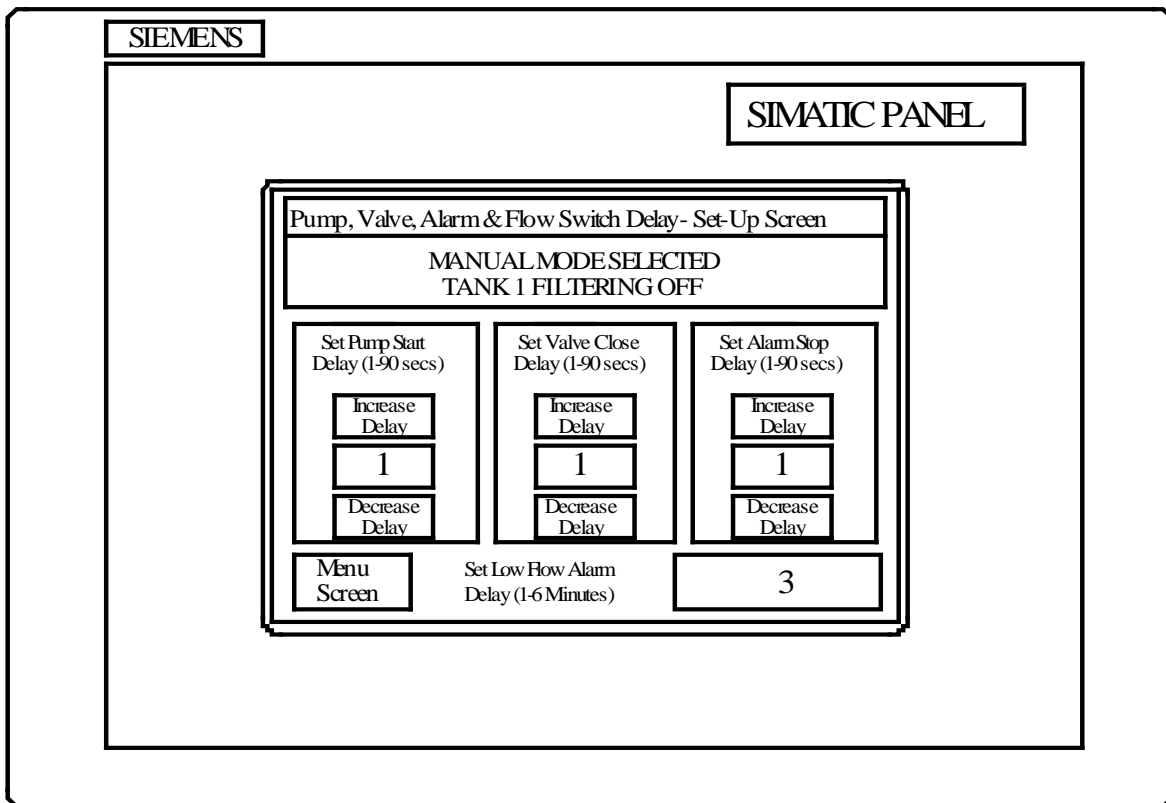 SIEMENS
SIMATIC PANEL
Pump, Valve, Alarm & Flow Switch Delay- Set-Up Screen
MANUAL MODE SELECTED
TANK 1 FILTERING OFF
Set Pump Start
Delay (1-90 secs)
Increase
Delay
1
Decrease
Delay
Set Valve Close
Delay (1-90 secs)
Increase
Delay
1
Decrease
Delay
Set Alarm Stop
Delay (1-90 secs)
Increase
Delay
1
Decrease
Delay
Menu
Screen
Set Low Flow Alarm
Delay (1-6 Minutes)
3